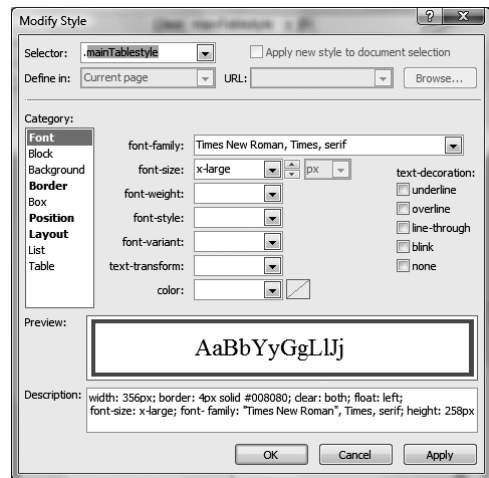 Modify Style
Selector: .mainTablestyle Apply new style to document selection
Define in: Current page URL: Browse...
Category:
Font
Block
Background
Border
Box
Position
Layout
List
Table
font-family: Times New Roman, Times, serif
font-size: x-large px
font-weight:
font-style:
font-variant:
text-transform:
color:
text-decoration:
underline
overline
line-through
blink
none
Preview:
AaBbYyGgLlJj
Description: width: 356px; border: 4px solid #008080; clear: both; float: left;
font-size: x-large; font- family: "Times New Roman", Times, serif; height: 258px
OK Cancel Apply